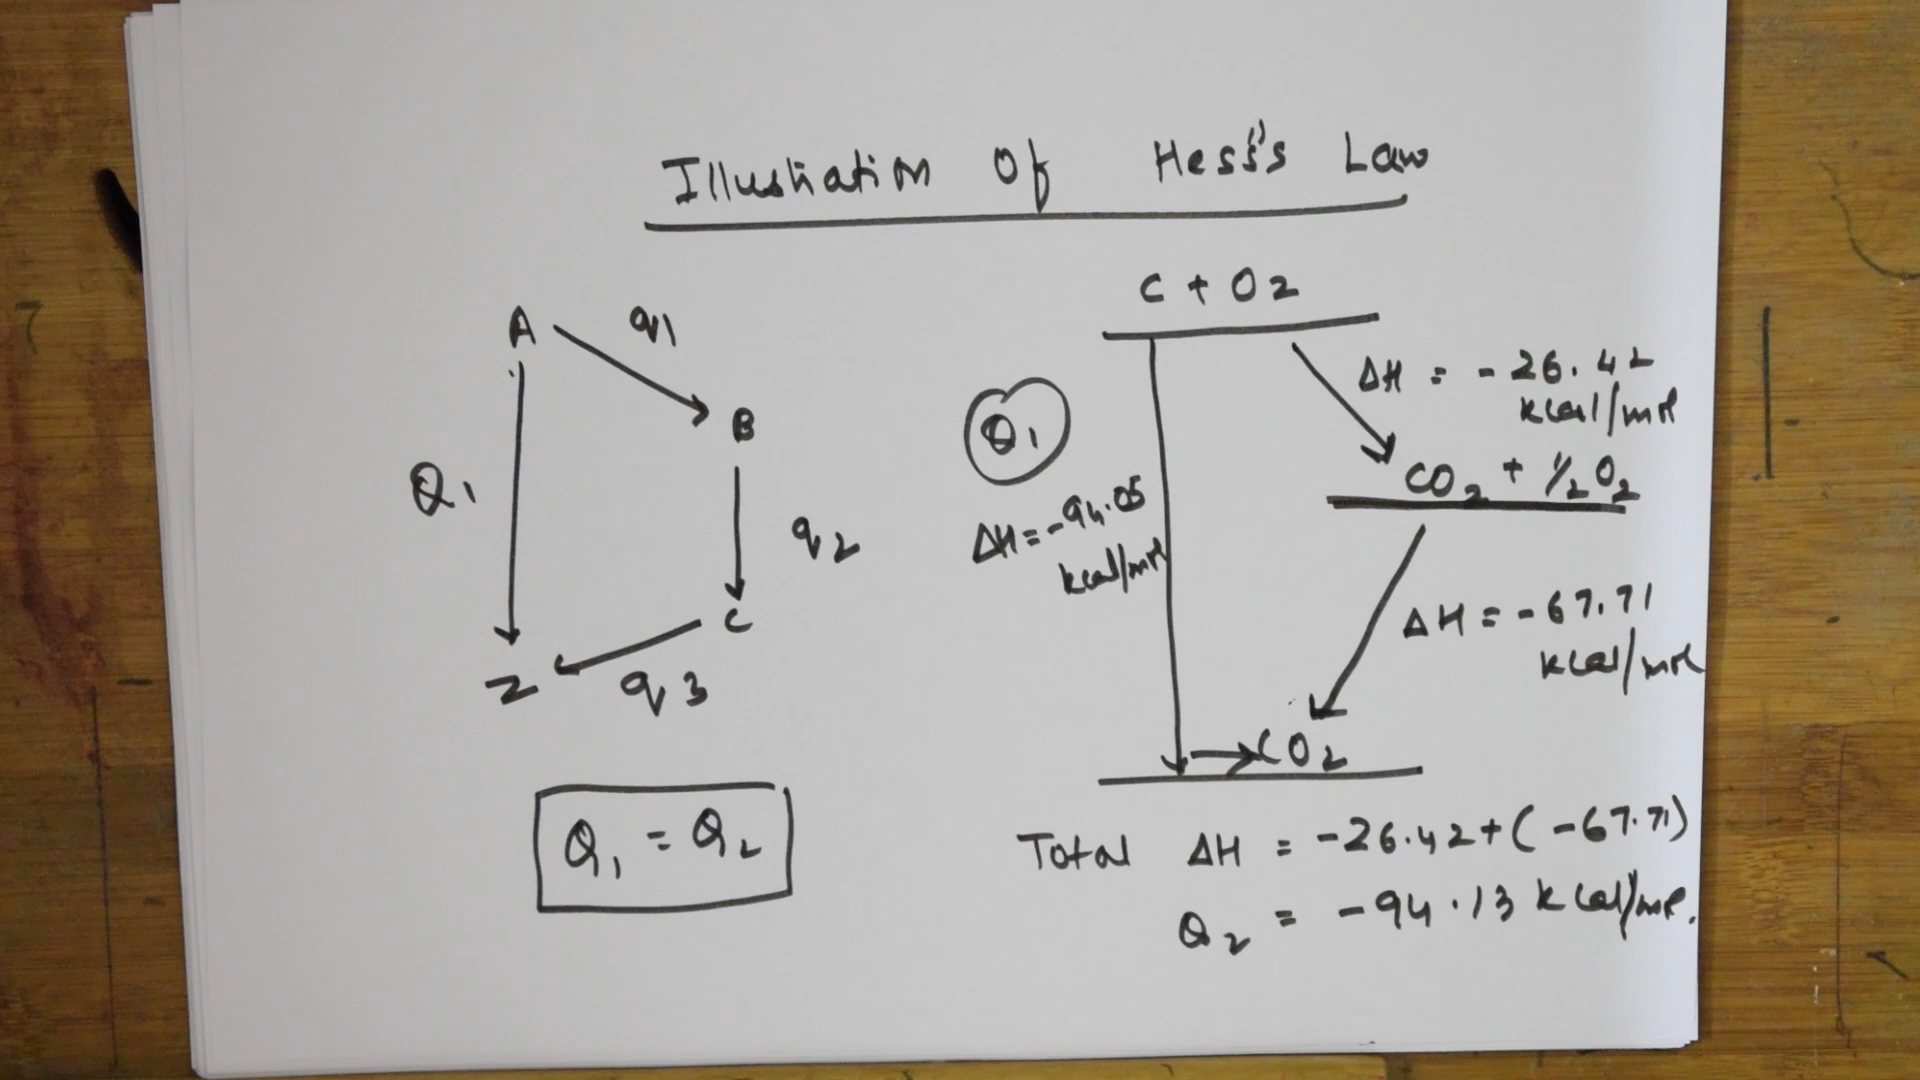 Illustration Of Hess's Law
A
q1
B
Q1
q2
C
Z
q3
Q1 = Q2
C + O2
ΔH = -26.42
kcal/mol
Q1
CO2 + 1/2 O2
ΔH = -94.05
kcal/mol
ΔH = -67.71
kcal/mol
CO2
Total ΔH = -26.42+(-67.71)
Q2 = -94.13 kcal/mol.